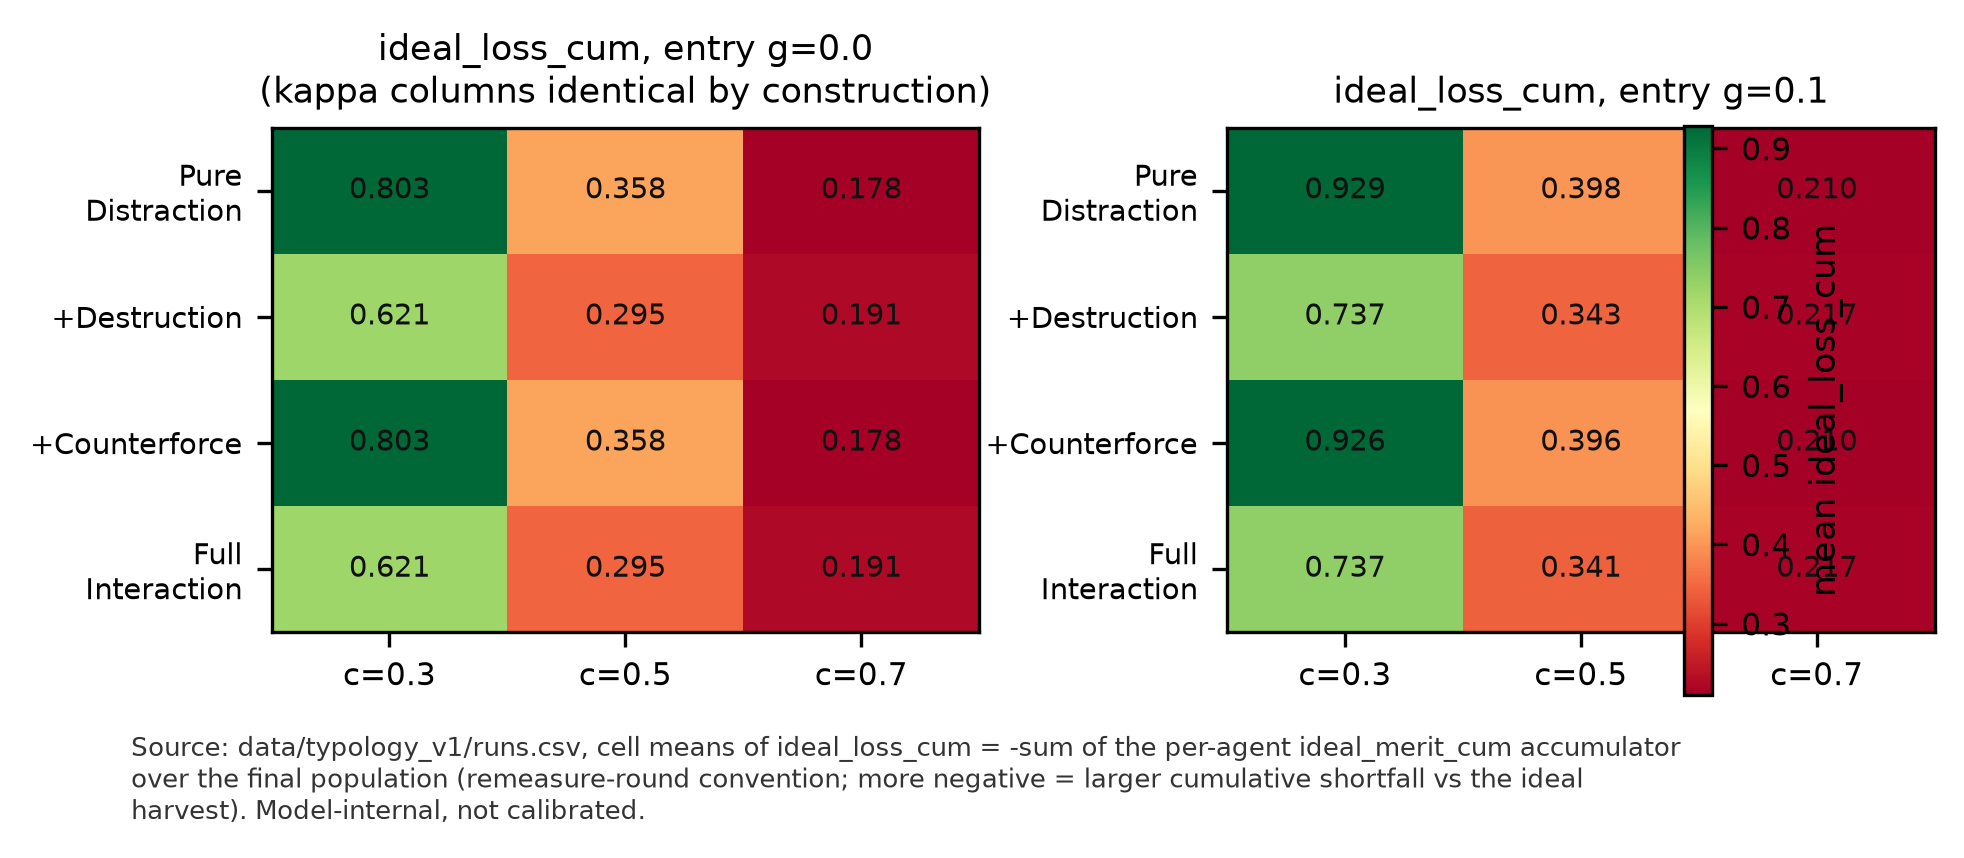 ideal_loss_cum, entry g=0.0
(kappa columns identical by construction)
Pure
Distraction
+Destruction
+Counterforce
Full
Interaction
0.803 0.358 0.178
0.621 0.295 0.191
0.803 0.358 0.178
0.621 0.295 0.191
c=0.3 c=0.5 c=0.7
ideal_loss_cum, entry g=0.1
Pure
Distraction
+Destruction
+Counterforce
Full
Interaction
0.929 0.398 0.210
0.737 0.343 0.217
0.926 0.396 0.210
0.737 0.341 0.217
c=0.3 c=0.5 c=0.7
0.9
0.8
0.7
0.6
0.5
0.4
0.3
mean ideal_loss_cum
Source: data/typology_v1/runs.csv, cell means of ideal_loss_cum = -sum of the per-agent ideal_merit_cum accumulator
over the final population (remeasure-round convention; more negative = larger cumulative shortfall vs the ideal
harvest). Model-internal, not calibrated.